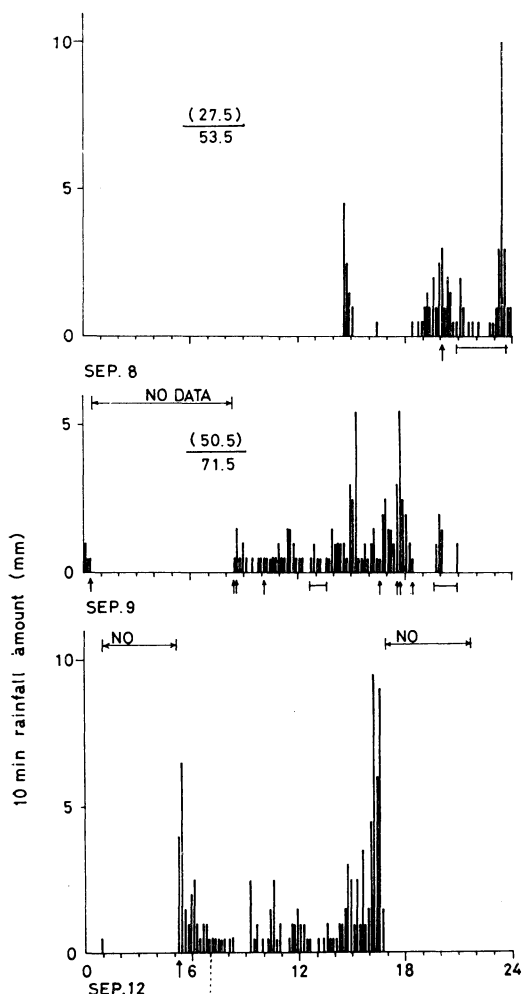 10
(27.5)
53.5
5
0
SEP. 8
NO DATA
5
(50.5)
71.5
0
SEP. 9
NO
NO
10
10 min rainfall amount (mm)
5
0
0 6 12 18 24
SEP. 12